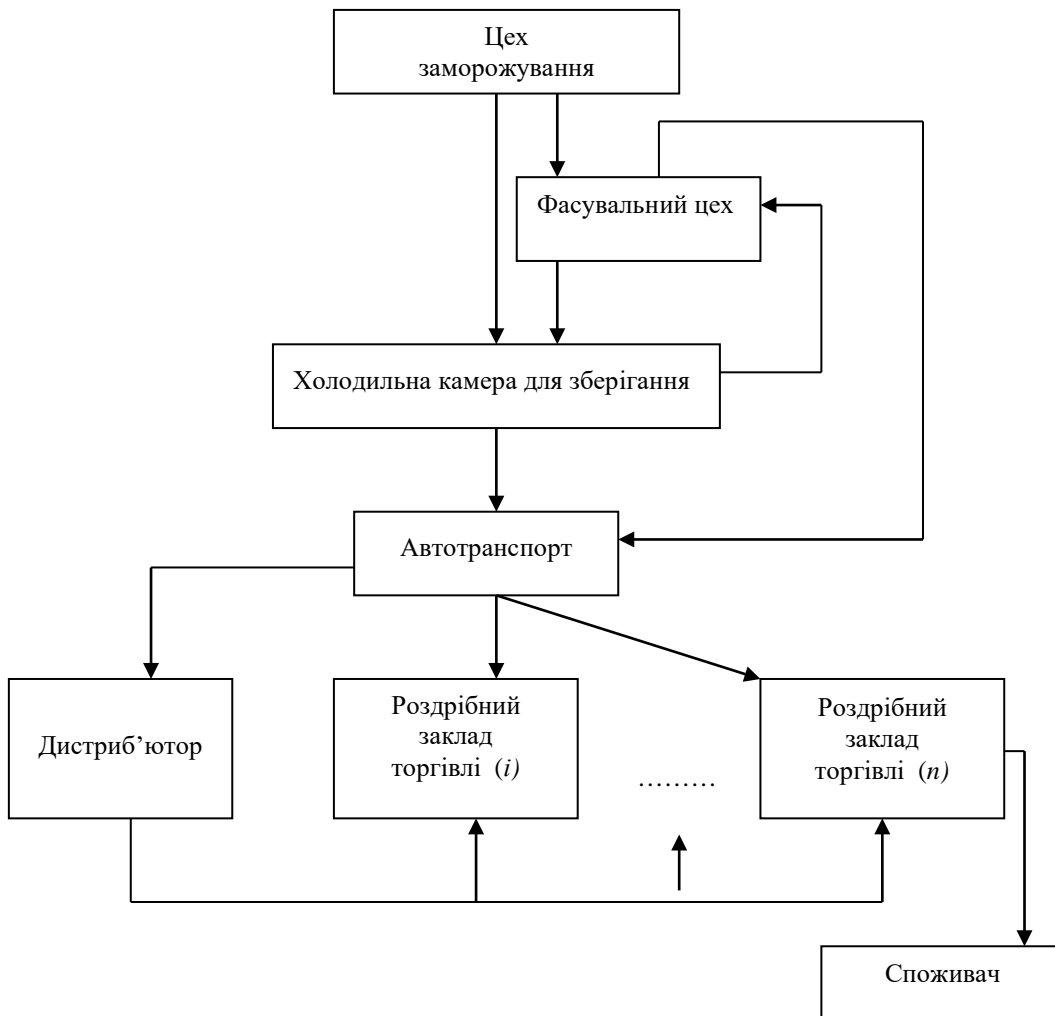 Цех
заморожування
Фасувальний цех
Холодильна камера для зберігання
Автотранспорт
Дистриб’ютор
Роздрібний
заклад
торгівлі (i)
………
Роздрібний
заклад
торгівлі (n)
Споживач